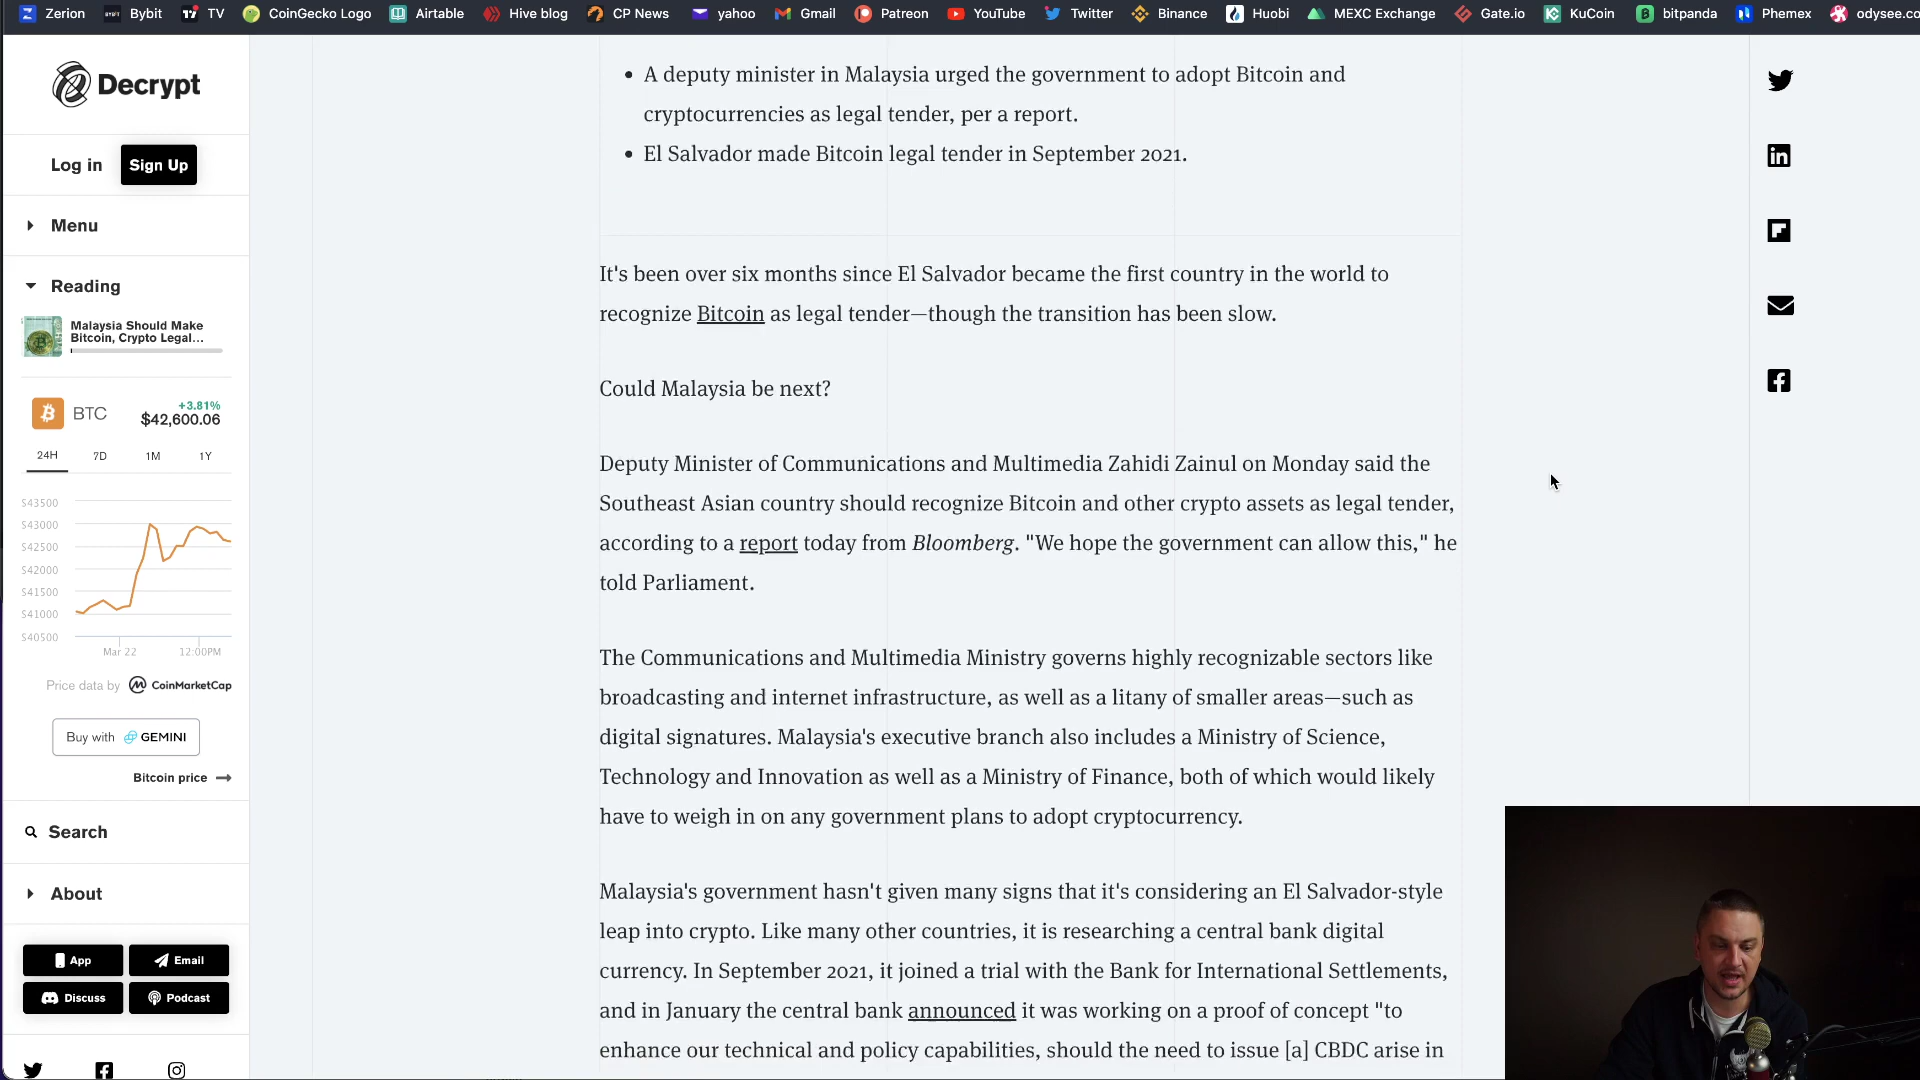 Zerion Bybit TV CoinGecko Logo Airtable Hive blog CP News yahoo Gmail Patreon YouTube Twitter Binance Huobi MEXC Exchange Gate.io KuCoin bitpanda Phemex odysee.co
Decrypt
Log in Sign Up
Menu
Reading
Malaysia Should Make
Bitcoin, Crypto Legal...
BTC
+3.81%
$42,600.06
24H 7D 1M 1Y
$43500
$43000
$42500
$42000
$41500
$41000
$40500
Mar 22 12:00PM
Price data by CoinMarketCap
Buy with GEMINI
Bitcoin price
Search
About
App Email
Discuss Podcast
A deputy minister in Malaysia urged the government to adopt Bitcoin and
cryptocurrencies as legal tender, per a report.
El Salvador made Bitcoin legal tender in September 2021.
It's been over six months since El Salvador became the first country in the world to
recognize Bitcoin as legal tender—though the transition has been slow.
Could Malaysia be next?
Deputy Minister of Communications and Multimedia Zahidi Zainul on Monday said the
Southeast Asian country should recognize Bitcoin and other crypto assets as legal tender,
according to a report today from Bloomberg. "We hope the government can allow this," he
told Parliament.
The Communications and Multimedia Ministry governs highly recognizable sectors like
broadcasting and internet infrastructure, as well as a litany of smaller areas—such as
digital signatures. Malaysia's executive branch also includes a Ministry of Science,
Technology and Innovation as well as a Ministry of Finance, both of which would likely
have to weigh in on any government plans to adopt cryptocurrency.
Malaysia's government hasn't given many signs that it's considering an El Salvador-style
leap into crypto. Like many other countries, it is researching a central bank digital
currency. In September 2021, it joined a trial with the Bank for International Settlements,
and in January the central bank announced it was working on a proof of concept "to
enhance our technical and policy capabilities, should the need to issue [a] CBDC arise in